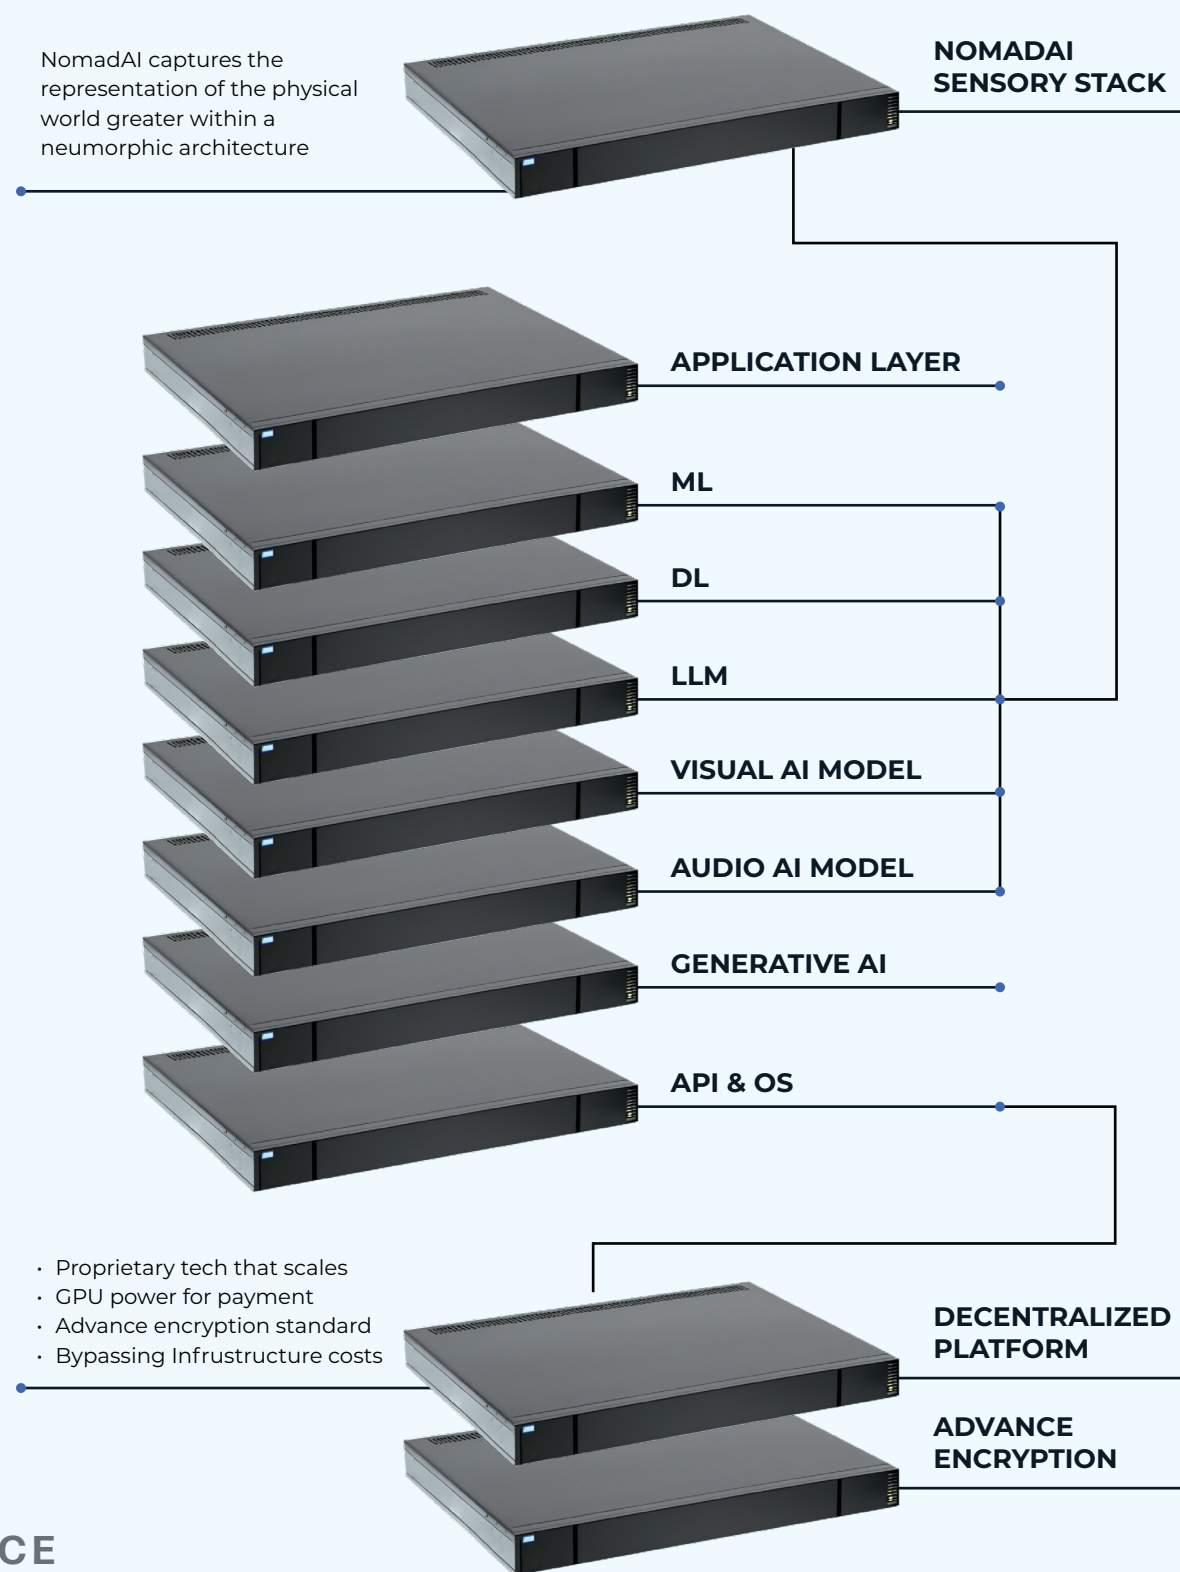 NomadAI captures the
representation of the physical
world greater within a
neumorphic architecture
NOMADAI
SENSORY STACK
APPLICATION LAYER
ML
DL
LLM
VISUAL AI MODEL
AUDIO AI MODEL
GENERATIVE AI
API & OS
· Proprietary tech that scales
· GPU power for payment
· Advance encryption standard
· Bypassing Infrustructure costs
DECENTRALIZED
PLATFORM
ADVANCE
ENCRYPTION
CE